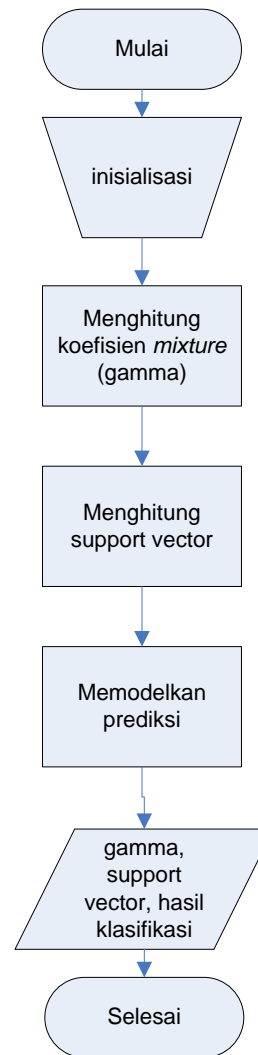 Mulai
inisialisasi
Menghitung
koefisien mixture
(gamma)
Menghitung
support vector
Memodelkan
prediksi
gamma,
support
vector, hasil
klasifikasi
Selesai